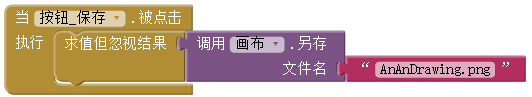 当 按钮_保存 . 被点击
执行 求值但忽视结果 调用 画布 . 另存
文件名 “ AnAnDrawing.png ”